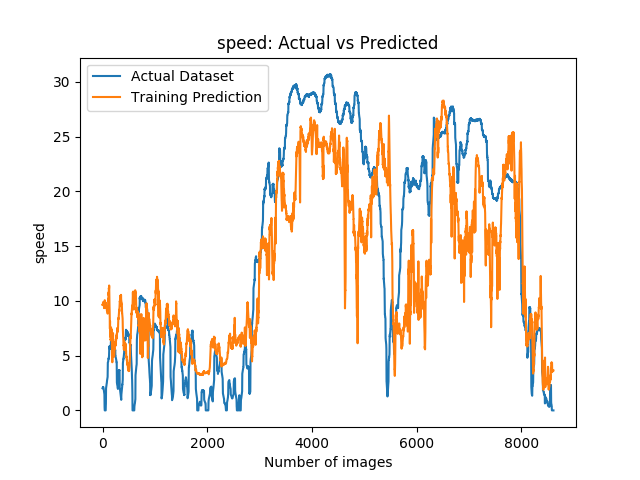 speed: Actual vs Predicted
Actual Dataset
Training Prediction
30
25
20
15
10
5
0
speed
0 2000 4000 6000 8000
Number of images